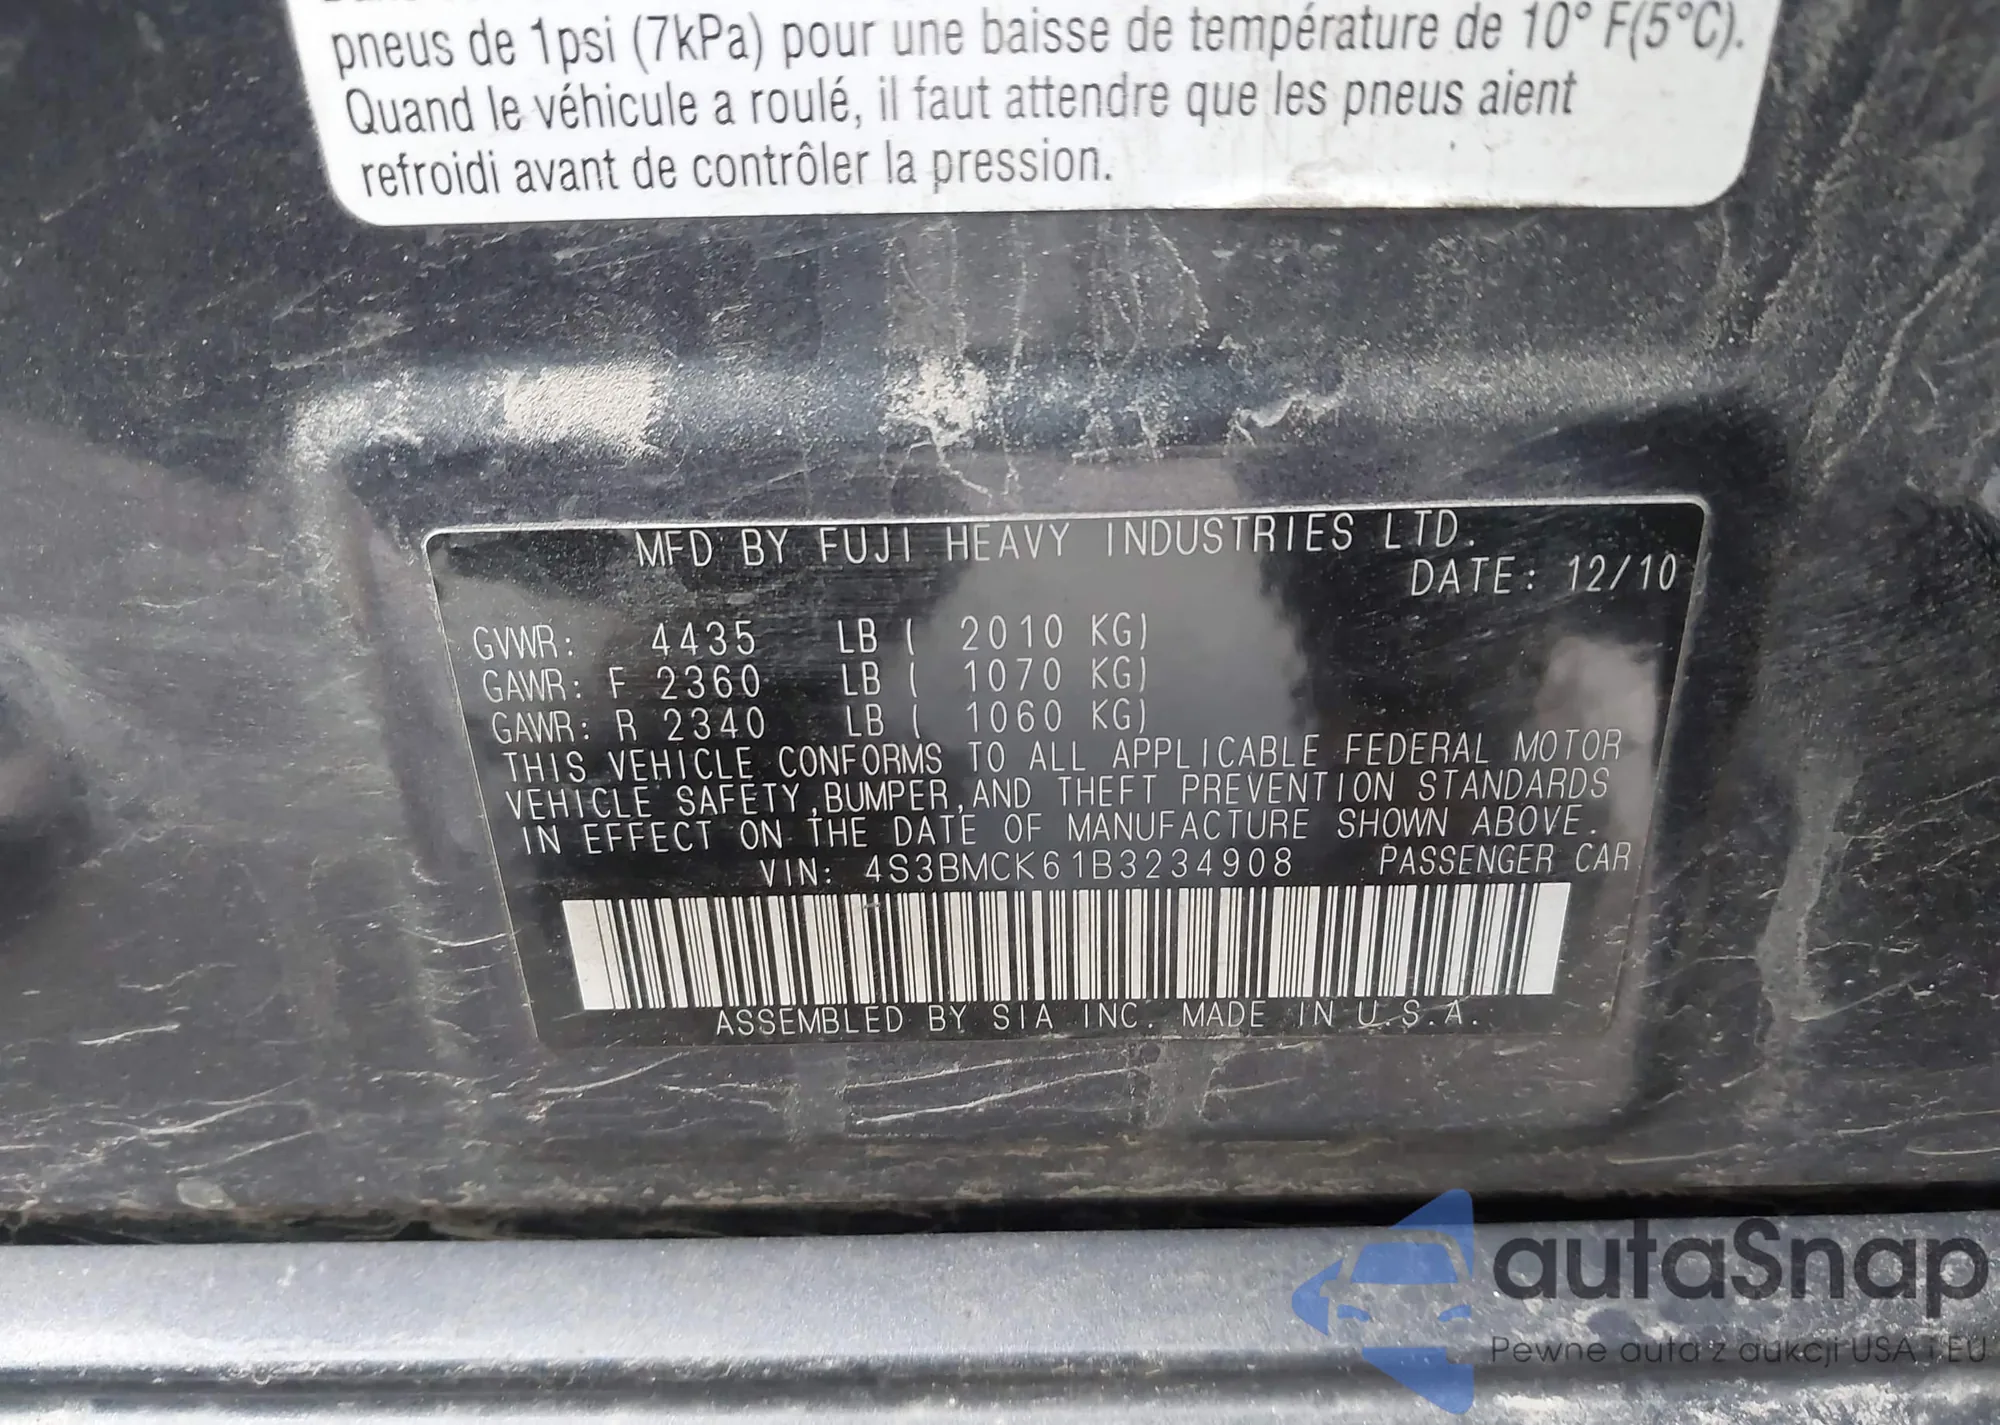 pneus de 1psi (7kPa) pour une baisse de température de 10° F(5°C).
Quand le véhicule a roulé, il faut attendre que les pneus aient
refroidi avant de contrôler la pression.
MFD BY FUJI HEAVY INDUSTRIES LTD.
DATE: 12/10
GVWR: 4435 LB ( 2010 KG)
GAWR: F 2360 LB ( 1070 KG)
GAWR: R 2340 LB ( 1060 KG)
THIS VEHICLE CONFORMS TO ALL APPLICABLE FEDERAL MOTOR
VEHICLE SAFETY,BUMPER,AND THEFT PREVENTION STANDARDS
IN EFFECT ON THE DATE OF MANUFACTURE SHOWN ABOVE.
VIN: 4S3BMCK61B3234908 PASSENGER CAR
ASSEMBLED BY SIA INC. MADE IN U.S.A.
autaSnap
Pewne auta z aukcji USA i EU